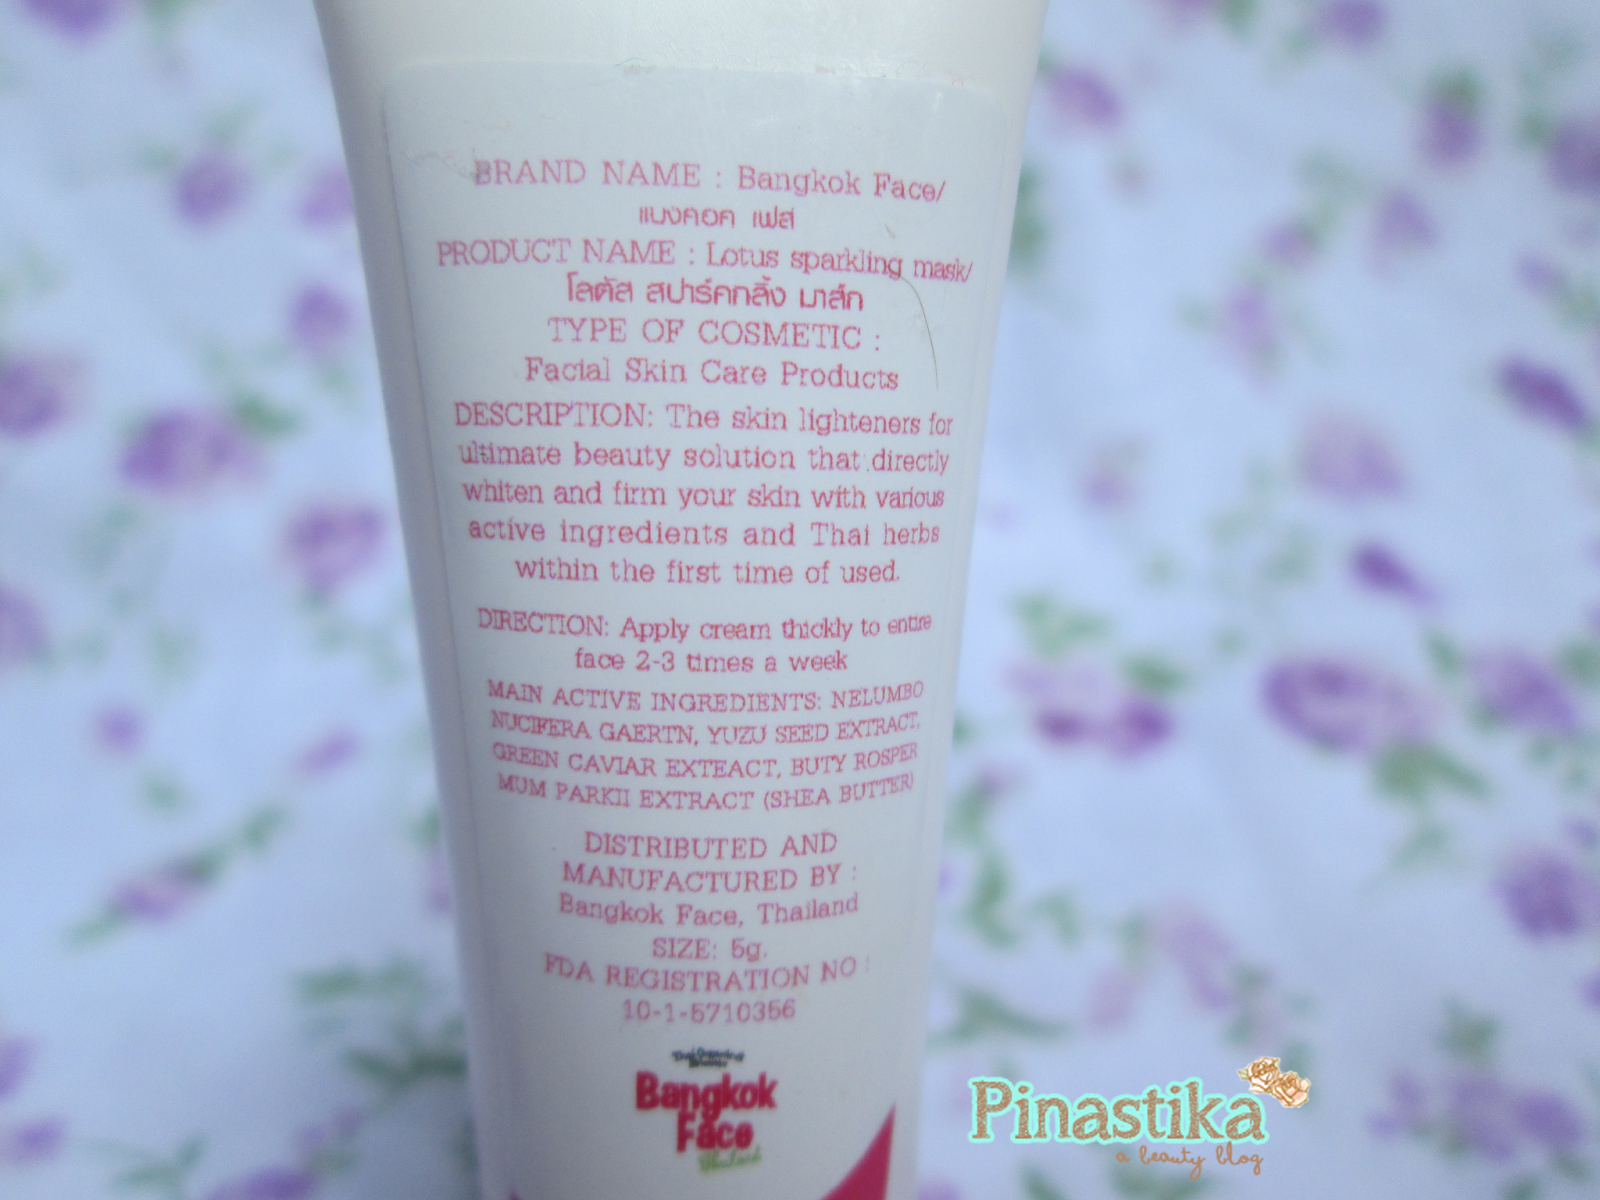 BRAND NAME : Bangkok Face/
แบงคอค เฟส
PRODUCT NAME : Lotus sparkling mask/
โลตัส สปาร์คกลิ้ง มาส์ก
TYPE OF COSMETIC :
Facial Skin Care Products
DESCRIPTION: The skin lighteners for
ultimate beauty solution that directly
whiten and firm your skin with various
active ingredients and Thai herbs
within the first time of used.
DIRECTION: Apply cream thickly to entire
face 2-3 times a week
MAIN ACTIVE INGREDIENTS: NELUMBO
NUCIFERA GAERTN, YUZU SEED EXTRACT,
GREEN CAVIAR EXTEACT, BUTY ROSPER
MUM PARKII EXTRACT (SHEA BUTTER)
DISTRIBUTED AND
MANUFACTURED BY :
Bangkok Face, Thailand
SIZE: 5g.
FDA REGISTRATION NO :
10-1-5710356
Bangkok
Face
Pinastika
a beauty blog